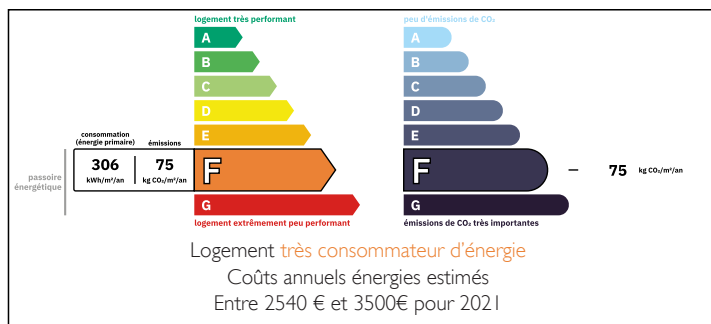 logement très performant
A
B
C
D
E
F
G
logement extrêmement peu performant
consommation
(énergie primaire)
émissions
306
75
kWh/m²/an
kg CO₂/m²/an
passoire
énergétique
peu d'émissions de CO₂
A
B
C
D
E
F
G
émissions de CO₂ très importantes
75 kg CO₂/m²/an
Logement très consommateur d'énergie
Coûts annuels énergies estimés
Entre 2540 € et 3500€ pour 2021